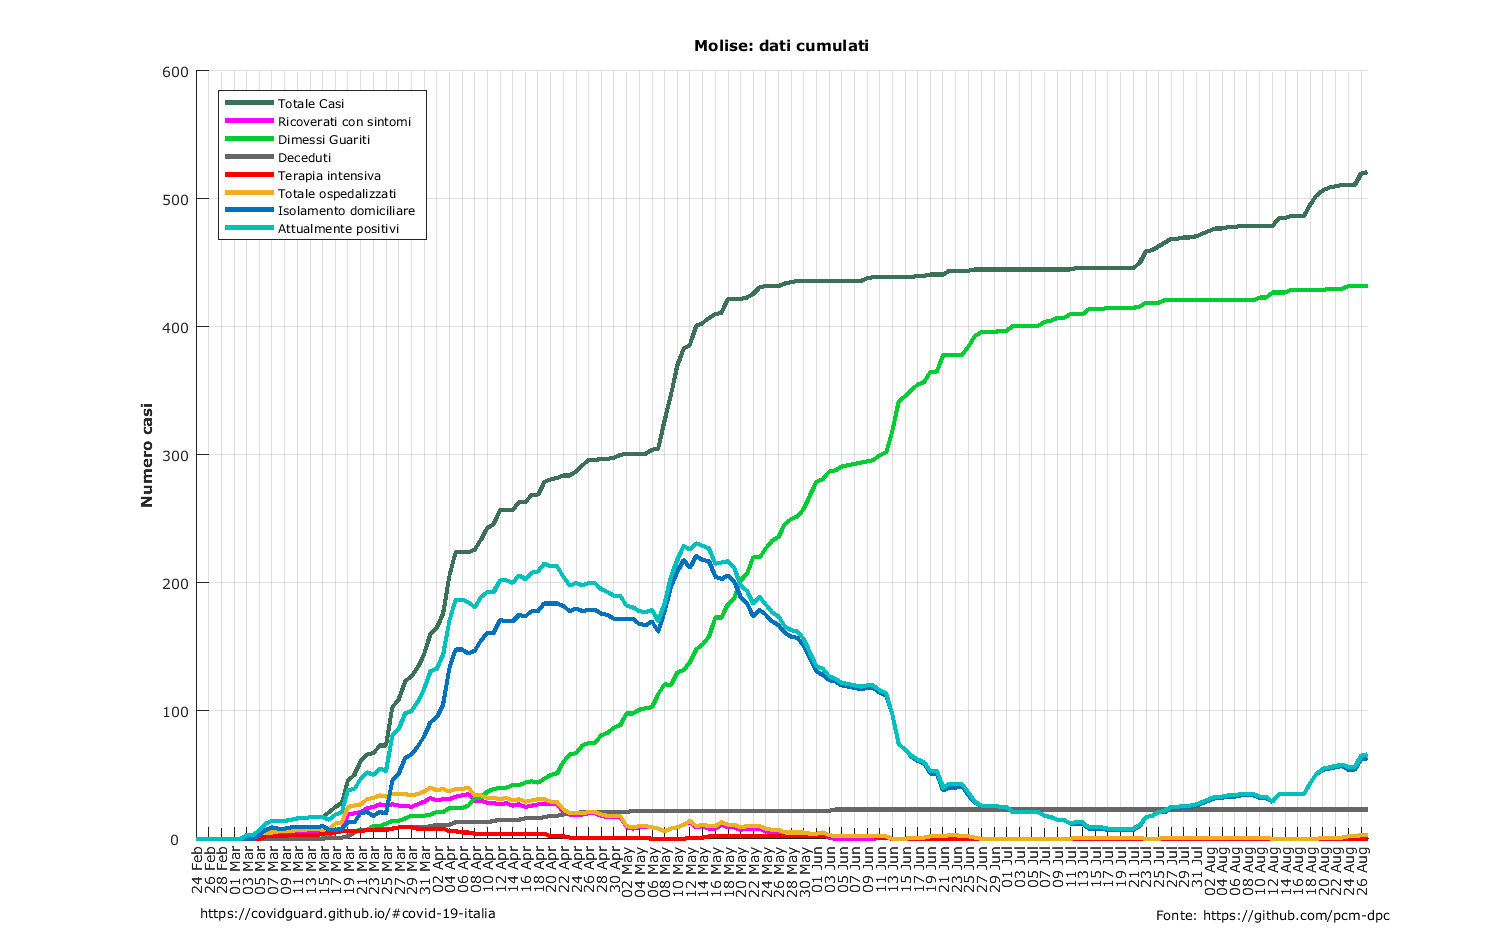 Molise: dati cumulati
600
500
400
300
200
100
0
Numero casi
Totale Casi
Ricoverati con sintomi
Dimessi Guariti
Deceduti
Terapia intensiva
Totale ospedalizzati
Isolamento domiciliare
Attualmente positivi
24 Feb
26 Feb
28 Feb
01 Mar
03 Mar
05 Mar
07 Mar
09 Mar
11 Mar
13 Mar
15 Mar
17 Mar
19 Mar
21 Mar
23 Mar
25 Mar
27 Mar
29 Mar
31 Mar
02 Apr
04 Apr
06 Apr
08 Apr
10 Apr
12 Apr
14 Apr
16 Apr
18 Apr
20 Apr
22 Apr
24 Apr
26 Apr
28 Apr
30 Apr
02 May
04 May
06 May
08 May
10 May
12 May
14 May
16 May
18 May
20 May
22 May
24 May
26 May
28 May
30 May
01 Jun
03 Jun
05 Jun
07 Jun
09 Jun
11 Jun
13 Jun
15 Jun
17 Jun
19 Jun
21 Jun
23 Jun
25 Jun
27 Jun
29 Jun
01 Jul
03 Jul
05 Jul
07 Jul
09 Jul
11 Jul
13 Jul
15 Jul
17 Jul
19 Jul
21 Jul
23 Jul
25 Jul
27 Jul
29 Jul
31 Jul
02 Aug
04 Aug
06 Aug
08 Aug
10 Aug
12 Aug
14 Aug
16 Aug
18 Aug
20 Aug
22 Aug
24 Aug
26 Aug
https://covidguard.github.io/#covid-19-italia
Fonte: https://github.com/pcm-dpc